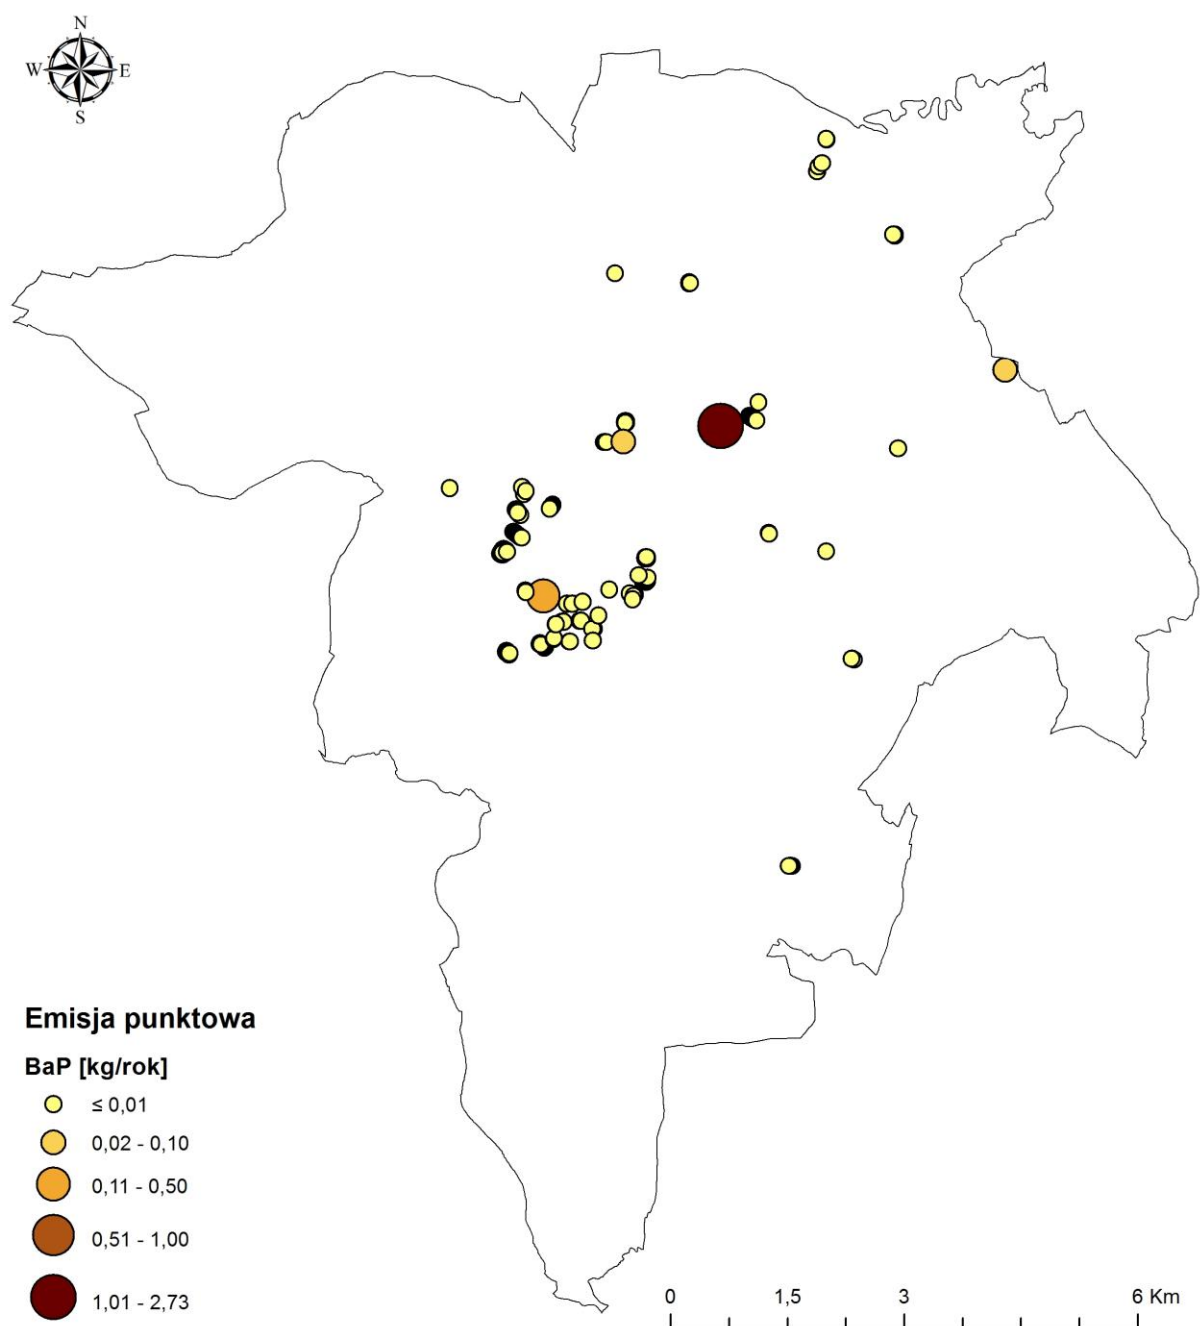 N
W E
S
Emisja punktowa
BaP [kg/rok]
≤ 0,01
0,02 - 0,10
0,11 - 0,50
0,51 - 1,00
1,01 - 2,73
0 1,5 3 6 Km